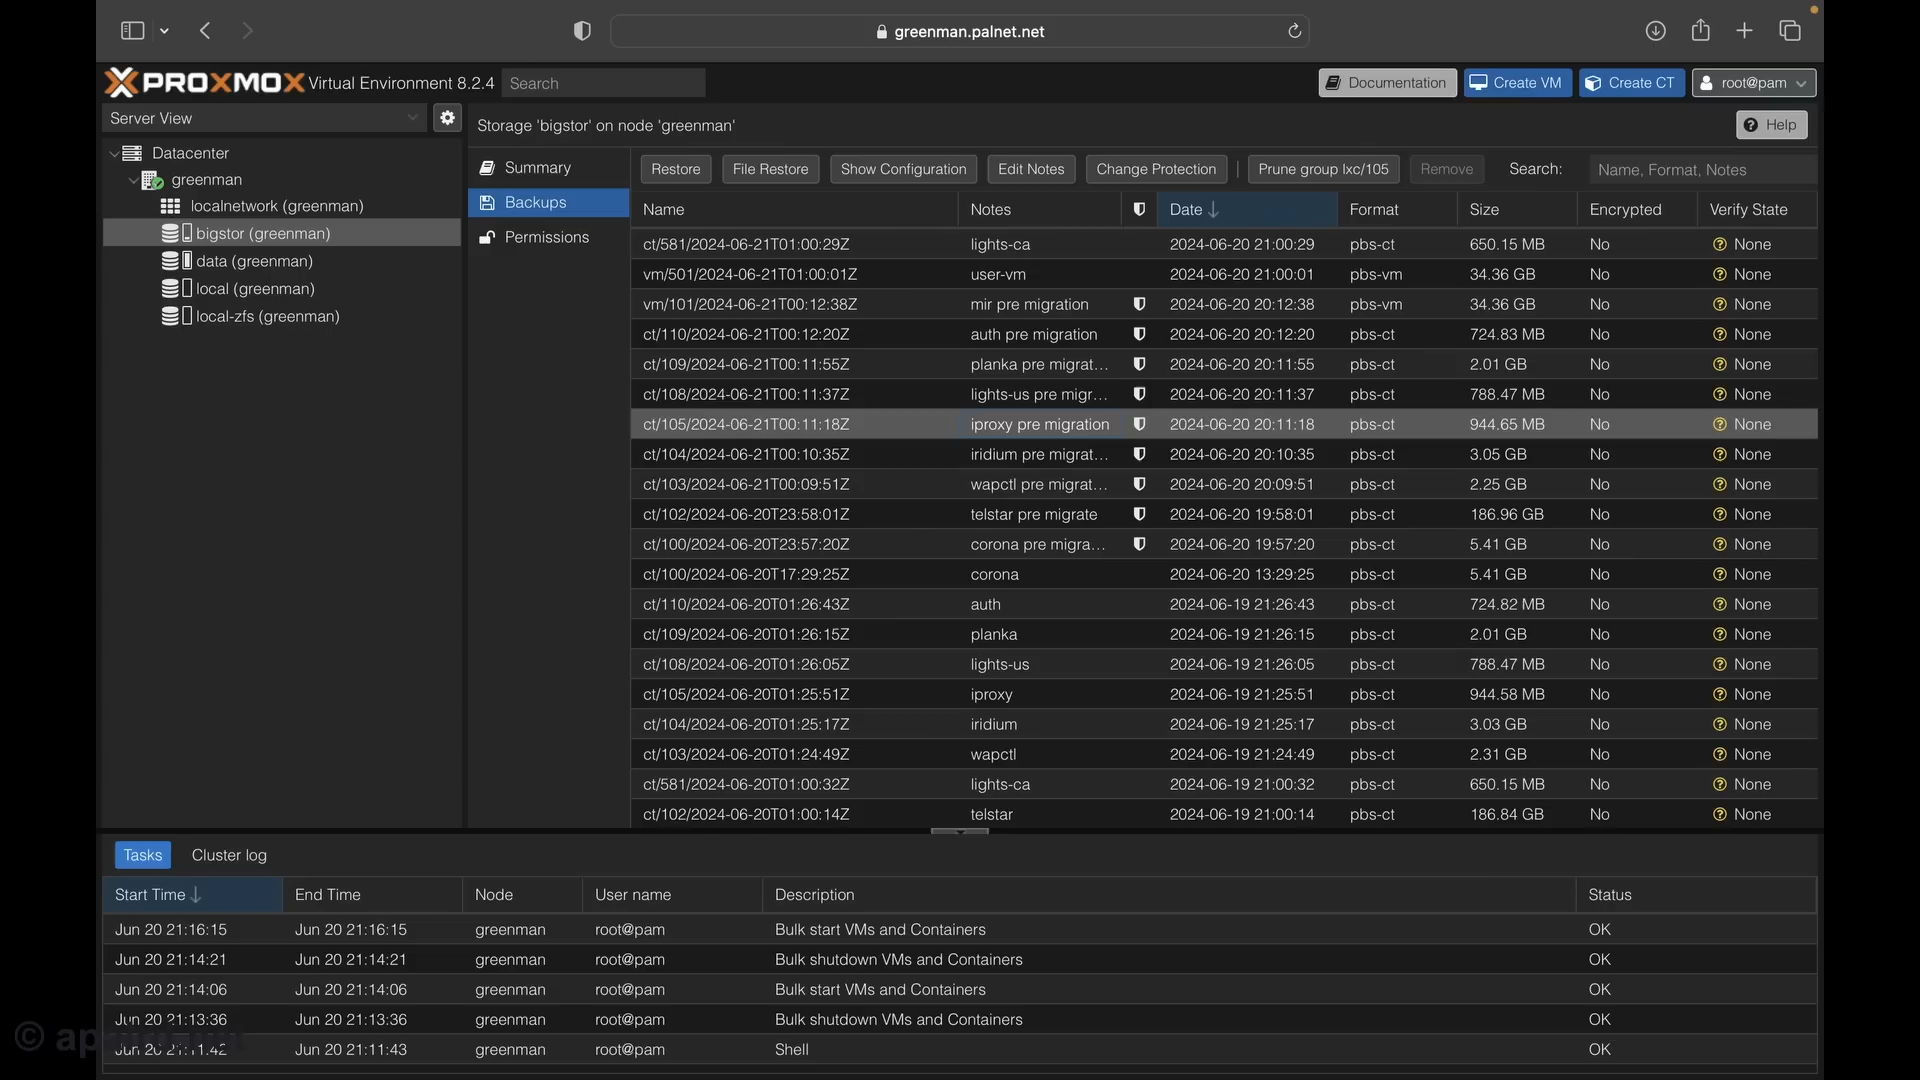 greenman.palnet.net
PROXMOX Virtual Environment 8.2.4 Search Documentation Create VM Create CT root@pam
Server View
Storage 'bigstor' on node 'greenman' Help
Datacenter
greenman
localnetwork (greenman)
bigstor (greenman)
data (greenman)
local (greenman)
local-zfs (greenman)
Summary
Backups
Permissions
Restore File Restore Show Configuration Edit Notes Change Protection Prune group lxc/105 Remove Search: Name, Format, Notes
Name Notes Date Format Size Encrypted Verify State
ct/581/2024-06-21T01:00:29Z lights-ca 2024-06-20 21:00:29 pbs-ct 650.15 MB No None
vm/501/2024-06-21T01:00:01Z user-vm 2024-06-20 21:00:01 pbs-vm 34.36 GB No None
vm/101/2024-06-21T00:12:38Z mir pre migration 2024-06-20 20:12:38 pbs-vm 34.36 GB No None
ct/110/2024-06-21T00:12:20Z auth pre migration 2024-06-20 20:12:20 pbs-ct 724.83 MB No None
ct/109/2024-06-21T00:11:55Z planka pre migrat... 2024-06-20 20:11:55 pbs-ct 2.01 GB No None
ct/108/2024-06-21T00:11:37Z lights-us pre migr... 2024-06-20 20:11:37 pbs-ct 788.47 MB No None
ct/105/2024-06-21T00:11:18Z iproxy pre migration 2024-06-20 20:11:18 pbs-ct 944.65 MB No None
ct/104/2024-06-21T00:10:35Z iridium pre migrat... 2024-06-20 20:10:35 pbs-ct 3.05 GB No None
ct/103/2024-06-21T00:09:51Z wapctl pre migrat... 2024-06-20 20:09:51 pbs-ct 2.25 GB No None
ct/102/2024-06-20T23:58:01Z telstar pre migrate 2024-06-20 19:58:01 pbs-ct 186.96 GB No None
ct/100/2024-06-20T23:57:20Z corona pre migra... 2024-06-20 19:57:20 pbs-ct 5.41 GB No None
ct/100/2024-06-20T17:29:25Z corona 2024-06-20 13:29:25 pbs-ct 5.41 GB No None
ct/110/2024-06-20T01:26:43Z auth 2024-06-19 21:26:43 pbs-ct 724.82 MB No None
ct/109/2024-06-20T01:26:15Z planka 2024-06-19 21:26:15 pbs-ct 2.01 GB No None
ct/108/2024-06-20T01:26:05Z lights-us 2024-06-19 21:26:05 pbs-ct 788.47 MB No None
ct/105/2024-06-20T01:25:51Z iproxy 2024-06-19 21:25:51 pbs-ct 944.58 MB No None
ct/104/2024-06-20T01:25:17Z iridium 2024-06-19 21:25:17 pbs-ct 3.03 GB No None
ct/103/2024-06-20T01:24:49Z wapctl 2024-06-19 21:24:49 pbs-ct 2.31 GB No None
ct/581/2024-06-20T01:00:32Z lights-ca 2024-06-19 21:00:32 pbs-ct 650.15 MB No None
ct/102/2024-06-20T01:00:14Z telstar 2024-06-19 21:00:14 pbs-ct 186.84 GB No None
Tasks Cluster log
Start Time End Time Node User name Description Status
Jun 20 21:16:15 Jun 20 21:16:15 greenman root@pam Bulk start VMs and Containers OK
Jun 20 21:14:21 Jun 20 21:14:21 greenman root@pam Bulk shutdown VMs and Containers OK
Jun 20 21:14:06 Jun 20 21:14:06 greenman root@pam Bulk start VMs and Containers OK
Jun 20 21:13:36 Jun 20 21:13:36 greenman root@pam Bulk shutdown VMs and Containers OK
Jun 20 21:11:42 Jun 20 21:11:43 greenman root@pam Shell OK